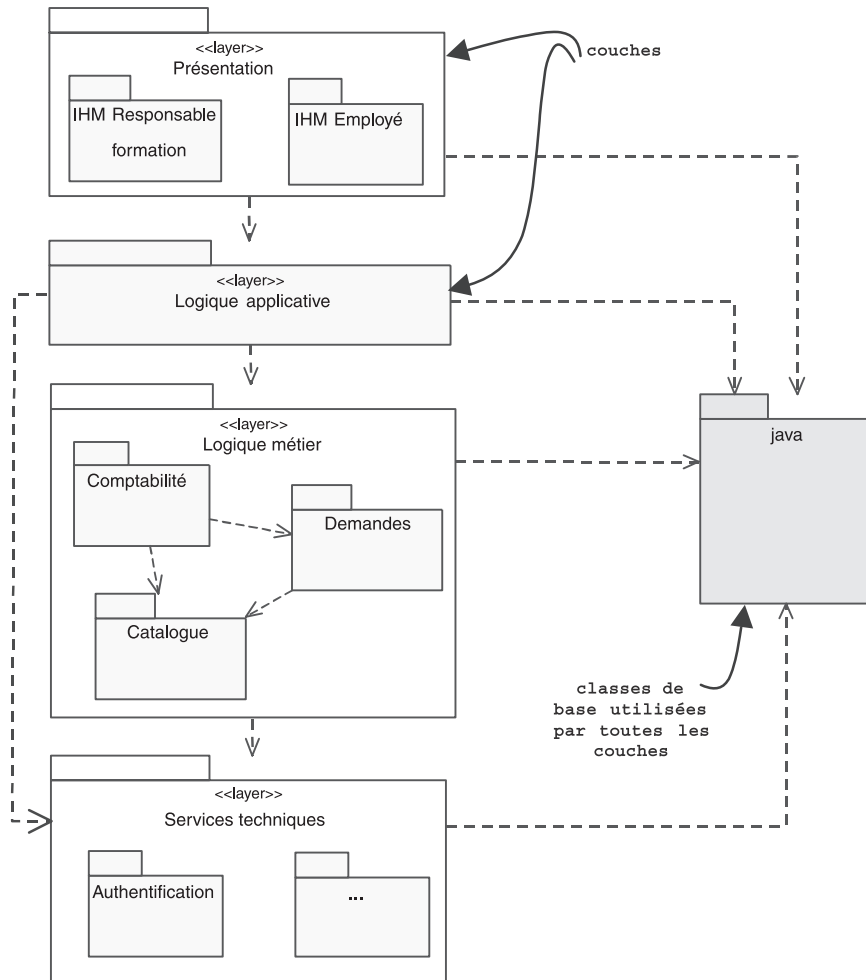 <<layer>>
Présentation
couches
IHM Responsable
formation
IHM Employé
<<layer>>
Logique applicative
<<layer>>
Logique métier
java
Comptabilité
Demandes
Catalogue
classes de
base utilisées
par toutes les
couches
<<layer>>
Services techniques
Authentification
...